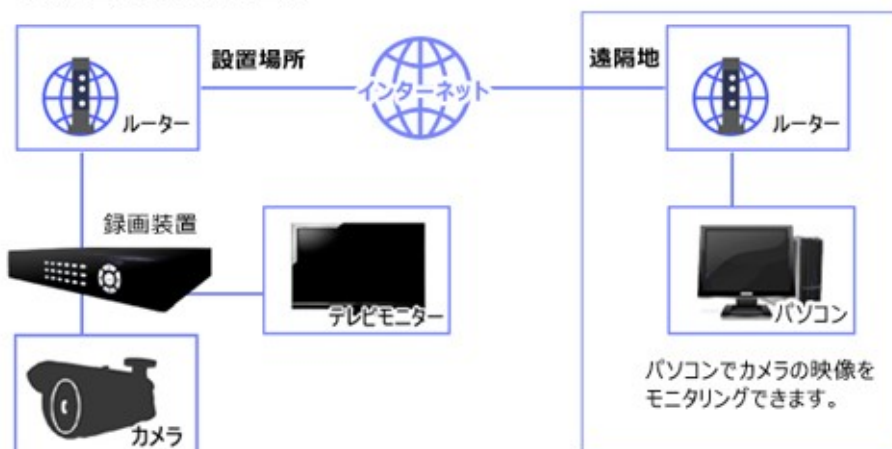 設置場所
インターネット
遠隔地
ルーター
ルーター
録画装置
テレビモニター
パソコン
カメラ
パソコンでカメラの映像を
モニタリングできます。